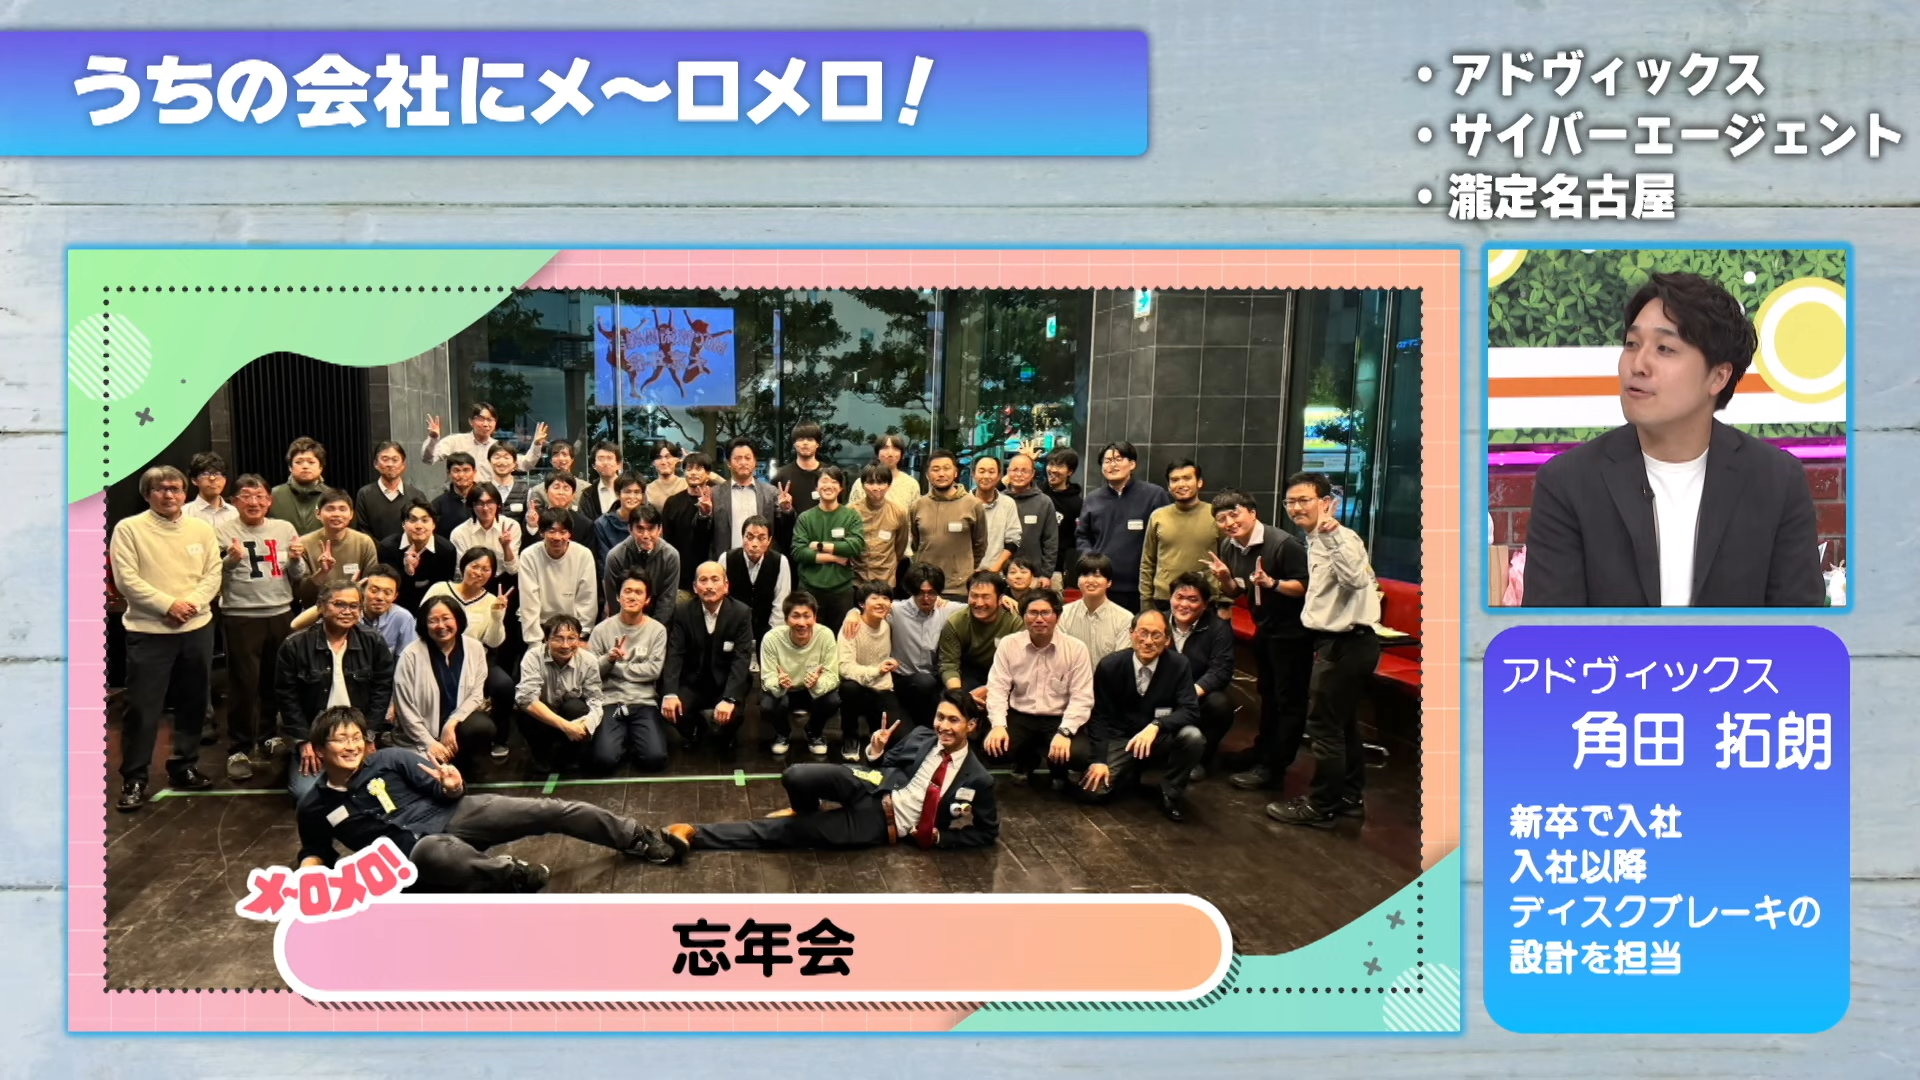 うちの会社にメ〜ロメロ!
・アドヴィックス
・サイバーエージェント
・瀧定名古屋
H
アドヴィックス
角田 拓朗
新卒で入社
入社以降
ディスクブレーキの
設計を担当
メ〜ロメロ!
忘年会